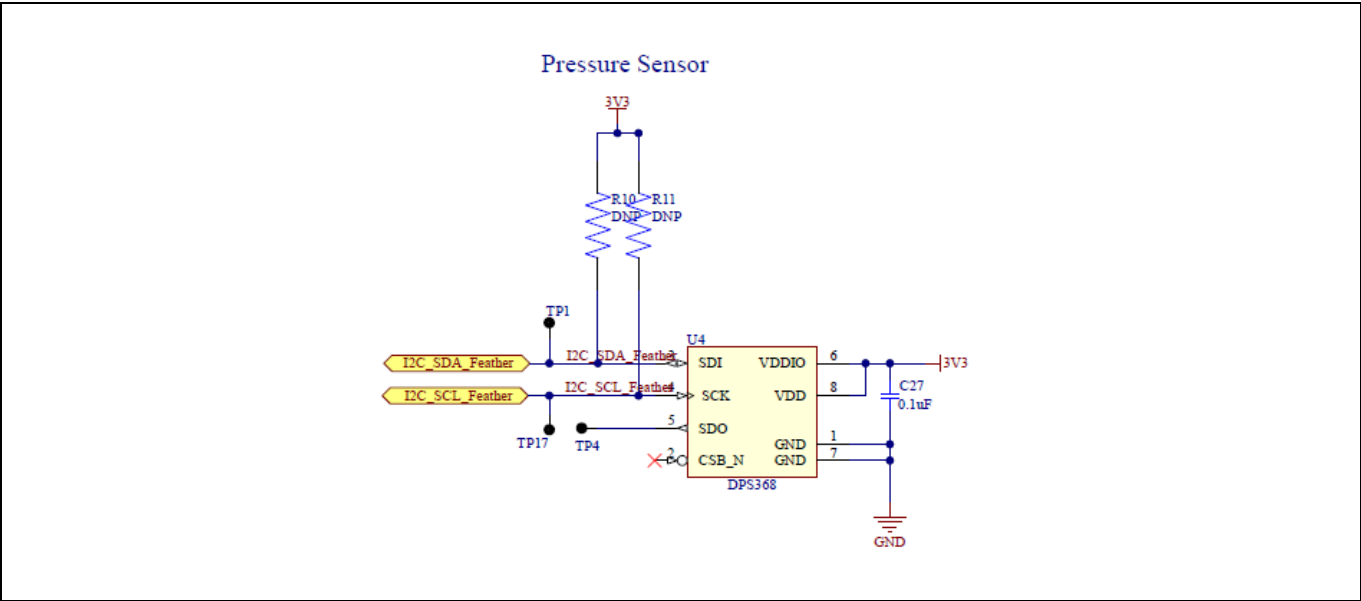 Pressure Sensor
3V3
R10 R11
DNP DNP
TP1
U4
I2C_SDA_Feather I2C_SDA_Feather 3 SDI VDDIO 6 3V3
I2C_SCL_Feather I2C_SCL_Feather 4 SCK VDD 8 C27
0.1uF
TP17 TP4 5 SDO GND 1
2 CSB_N GND 7
DPS368
GND